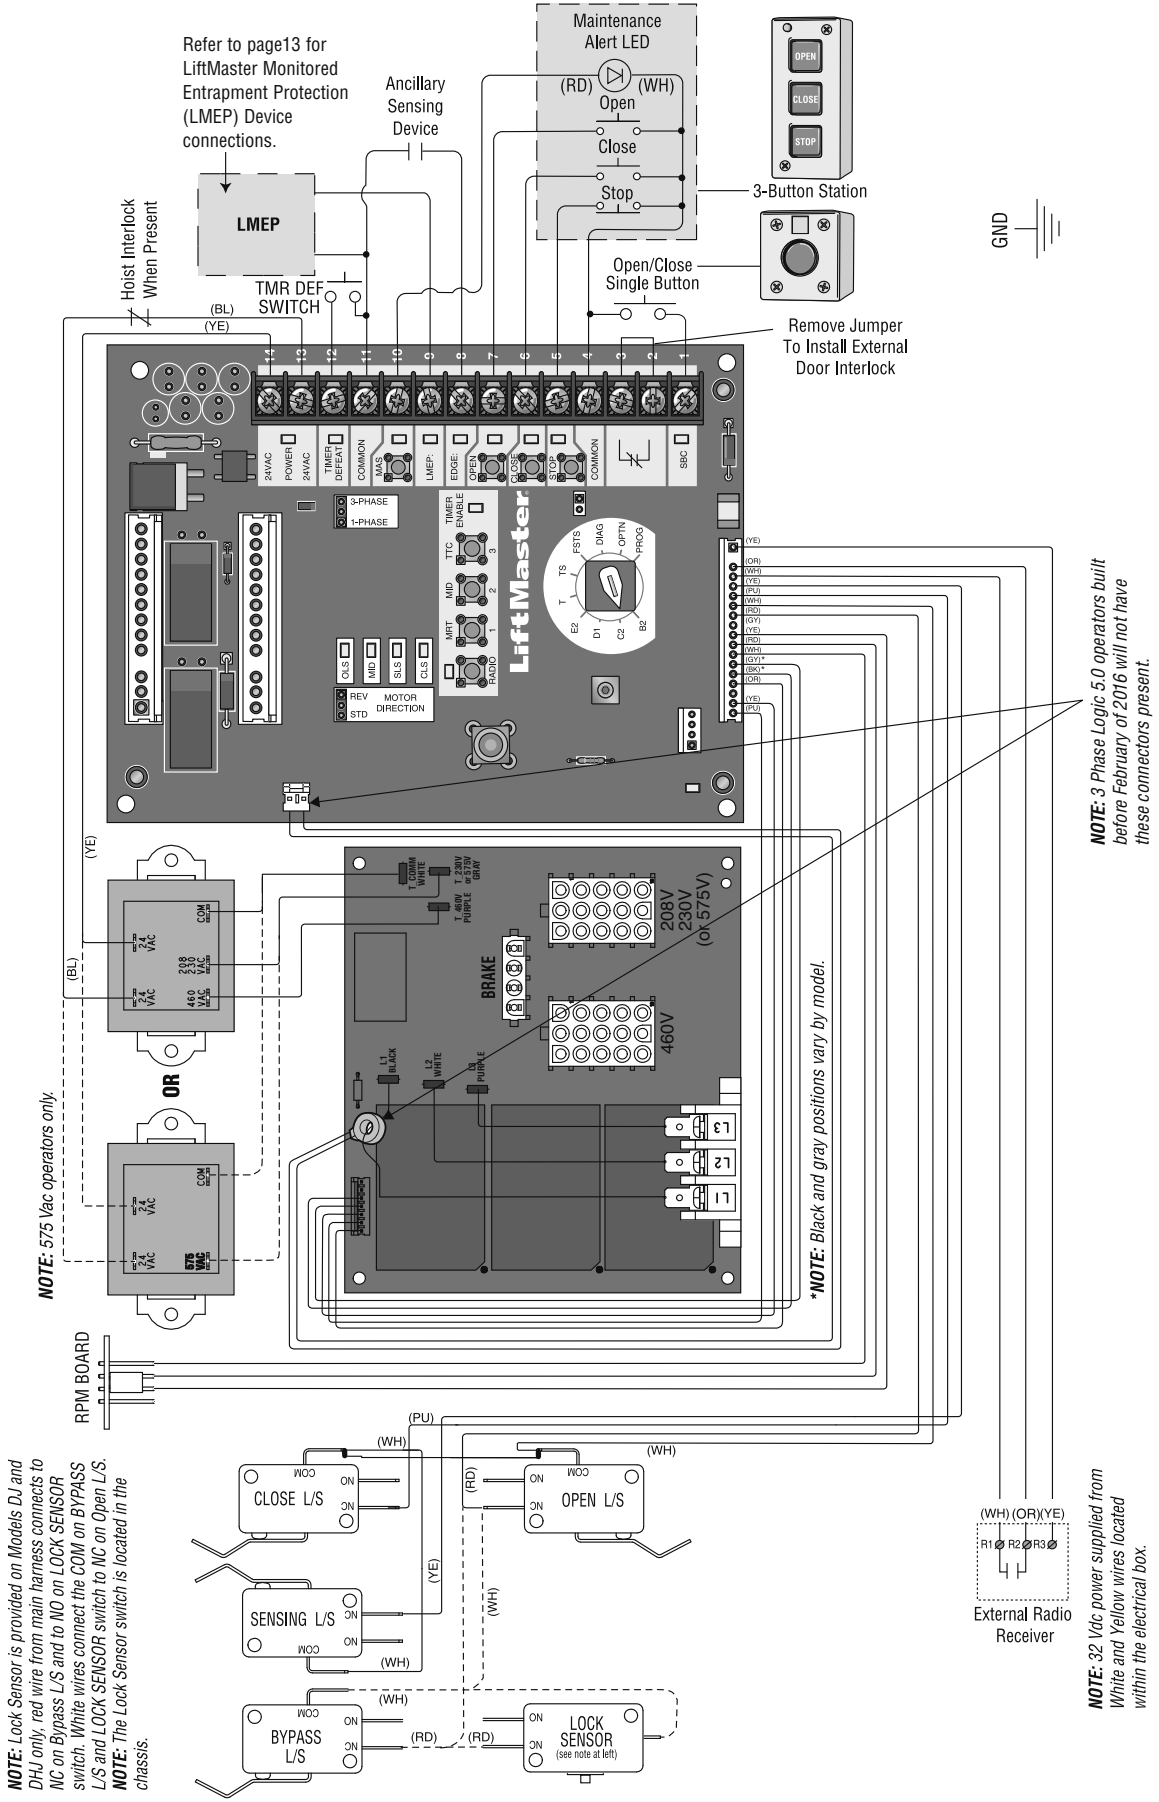 Refer to page13 for
LiftMaster Monitored
Entrapment Protection
(LMEP) Device
connections.
Ancillary
Sensing
Device
Maintenance
Alert LED
(RD)
(WH)
Open
Close
Stop
OPEN
CLOSE
STOP
3-Button Station
LMEP
Hoist Interlock
When Present
TMR DEF
SWITCH
Open/Close
Single Button
GND
(BL)
(YE)
Remove Jumper
To Install External
Door Interlock
14
13
12
11
10
9
8
7
6
5
4
3
2
1
24VAC
POWER
24VAC
TIMER
DEFEAT
COMMON
MAS
LMEP:
EDGE:
OPEN
CLOSE
STOP
COMMON
SBC
3-PHASE
1-PHASE
TIMER
ENABLE
TTC
3
MID
2
MRT
1
RADIO
LiftMaster
FSTS
DIAG
OPTN
PROG
TS
T
E2
D1
C2
B2
OLS
MID
SLS
CLS
REV
STD
MOTOR
DIRECTION
(YE)
(OR)
(WH)
(YE)
(PU)
(WH)
(RD)
(GY)
(YE)
(RD)
(WH)
(GY)*
(BK)*
(OR)
(YE)
(PU)
NOTE: 3 Phase Logic 5.0 operators built
before February of 2016 will not have
these connectors present.
(YE)
(BL)
24
VAC
COM
208
230
VAC
24
VAC
460
VAC
OR
NOTE: 575 Vac operators only.
24
VAC
COM
24
VAC
575
VAC
T_COMM
WHITE
T_230V
or 575V
GRAY
T_460V
PURPLE
208V
230V
(or 575V)
BRAKE
460V
L1
BLACK
L2
WHITE
L3
PURPLE
L3
L2
L1
*NOTE: Black and gray positions vary by model.
RPM BOARD
NOTE: Lock Sensor is provided on Models DJ and
DHJ only, red wire from main harness connects to
NC on Bypass L/S and to NO on LOCK SENSOR
switch. White wires connect the COM on BYPASS
L/S and LOCK SENSOR switch to NC on Open L/S.
NOTE: The Lock Sensor switch is located in the
chassis.
(PU)
(WH)
COM
NO
NC
CLOSE L/S
(RD)
(WH)
COM
NO
NC
OPEN L/S
(YE)
SENSING L/S
NC
NO
COM
(WH)
(WH)
(WH)
COM
NO
NC
BYPASS
L/S
(RD)
(RD)
NO
NC
LOCK
SENSOR
(see note at left)
(WH)
(OR)
(YE)
R1
R2
R3
External Radio
Receiver
NOTE: 32 Vdc power supplied from
White and Yellow wires located
within the electrical box.